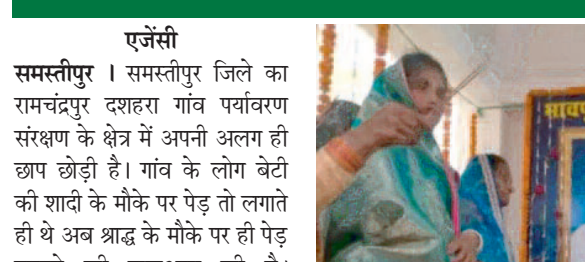 एजेंसी
समस्तीपुर । समस्तीपुर जिले का
रामचंद्रपुर दशहरा गांव पर्यावरण
संरक्षण के क्षेत्र में अपनी अलग ही
छाप छोड़ी है। गांव के लोग बेटी
की शादी के मौके पर पेड़ तो लगाते
ही थे अब श्राद्ध के मौके पर ही पेड़